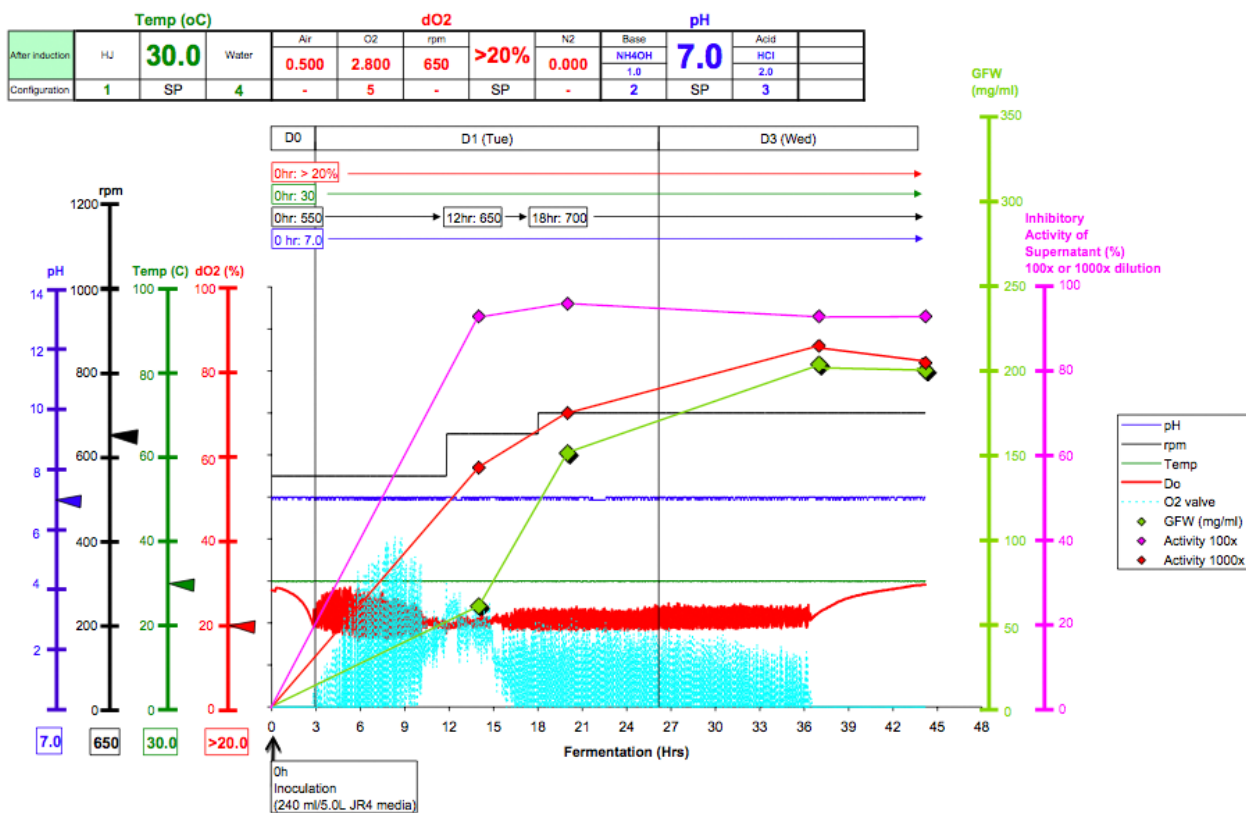 Temp (oC) dO2 pH
After induction HJ 30.0 Water Air 0.500 O2 2.800 rpm 650 >20% N2 0.000 Base NH4OH 1.0 7.0 Acid HCl 2.0
Configuration 1 SP 4 - 5 - SP - 2 SP 3
GFW
(mg/ml)
D0 D1 (Tue) D3 (Wed)
0hr: > 20%
0hr: 30
0hr: 550 12hr: 650 18hr: 700
0 hr: 7.0
rpm
pH
Temp (C)
dO2 (%)
Inhibitory
Activity of
Supernatant (%)
100x or 1000x dilution
14
12
10
8
6
4
2
1200
1000
800
600
400
200
0
100
80
60
40
20
0
100
80
60
40
20
0
350
300
250
200
150
100
50
0
100
80
60
40
20
0
pH
rpm
Temp
Do
O2 valve
GFW (mg/ml)
Activity 100x
Activity 1000x
0 3 6 9 12 15 18 21 24 27 30 33 36 39 42 45 48
7.0 650 30.0 >20.0
Fermentation (Hrs)
0h
Inoculation
(240 ml/5.0L JR4 media)